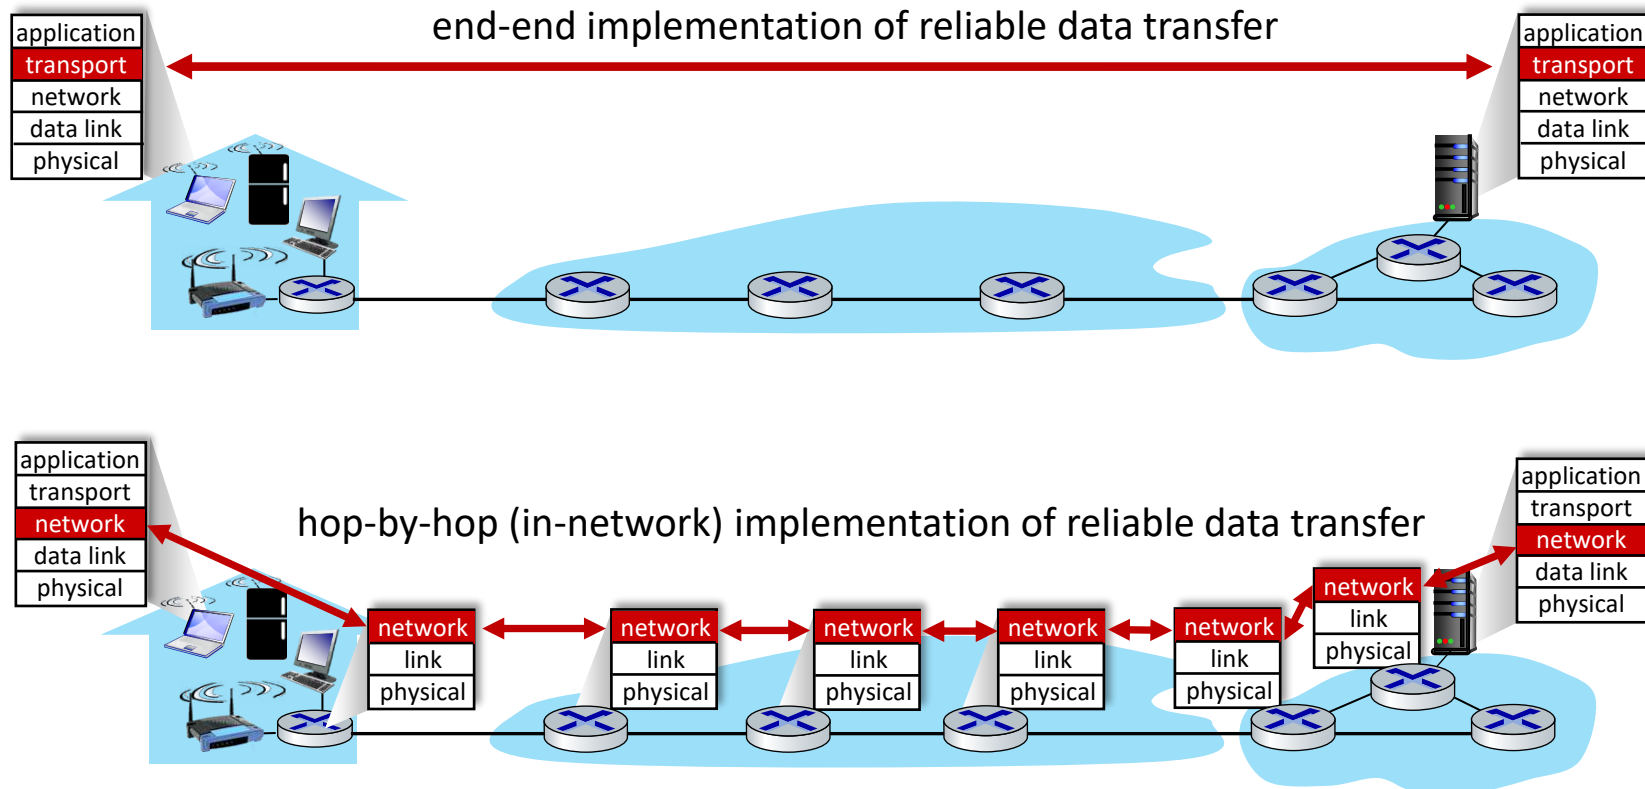 end-end implementation of reliable data transfer
application
transport
network
data link
physical
application
transport
network
data link
physical
hop-by-hop (in-network) implementation of reliable data transfer
application
transport
network
data link
physical
network
link
physical
network
link
physical
network
link
physical
network
link
physical
network
link
physical
network
link
physical
application
transport
network
data link
physical